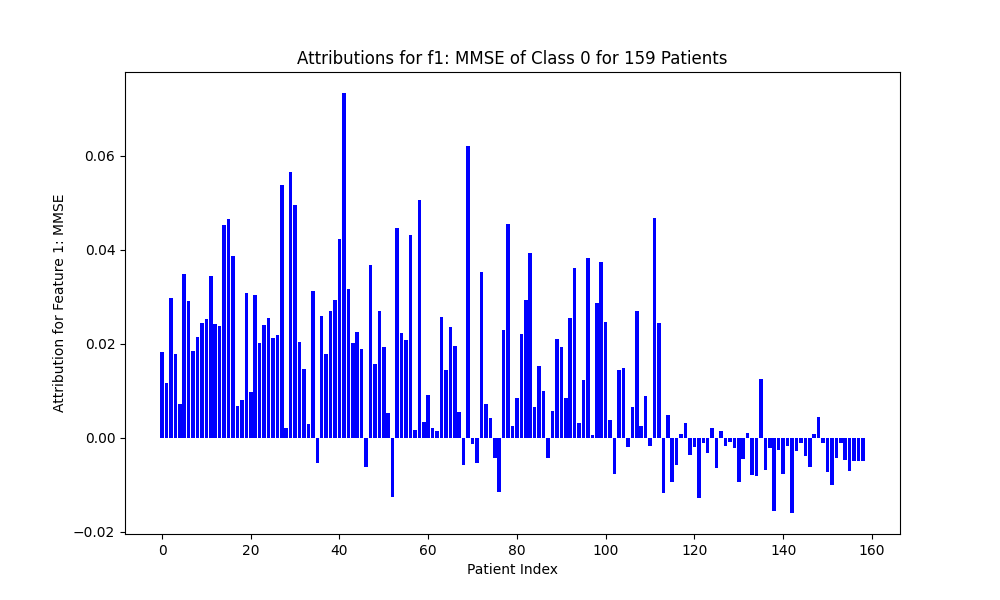 Attributions for f1: MMSE of Class 0 for 159 Patients
Attribution for Feature 1: MMSE
0.06
0.04
0.02
0.00
−0.02
0 20 40 60 80 100 120 140 160
Patient Index